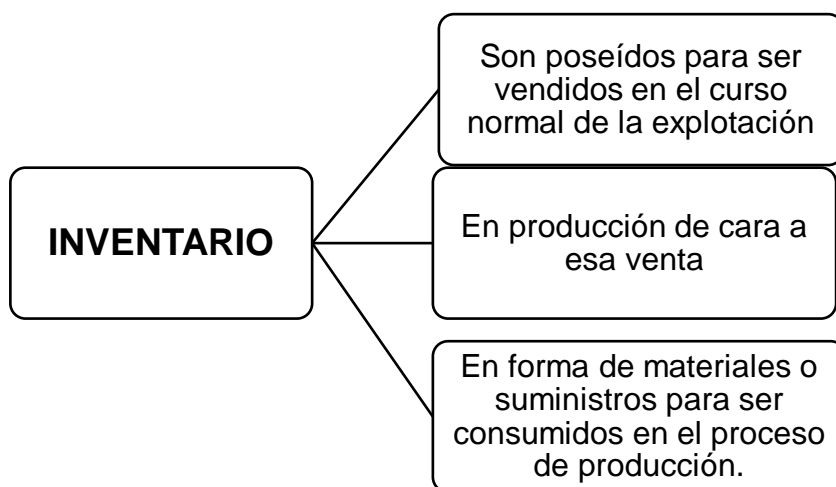 INVENTARIO
Son poseídos para ser
vendidos en el curso
normal de la explotación
En producción de cara a
esa venta
En forma de materiales o
suministros para ser
consumidos en el proceso
de producción.